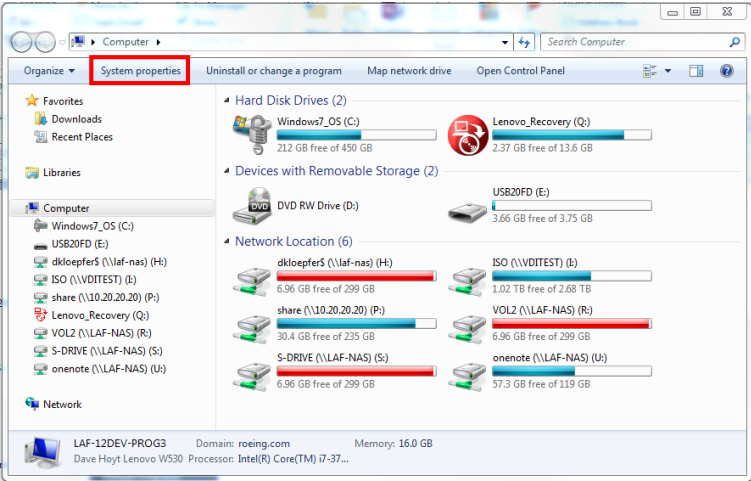 Computer
Search Computer
Organize
System properties
Uninstall or change a program
Map network drive
Open Control Panel
Favorites
Downloads
Recent Places
Libraries
Computer
Windows7_OS (C:)
USB20FD (E:)
dkloepfer$ (\\laf-nas) (H:)
ISO (\\VDITEST) (I:)
share (\\10.20.20.20) (P:)
Lenovo_Recovery (Q:)
VOL2 (\\LAF-NAS) (R:)
S-DRIVE (\\LAF-NAS) (S:)
onenote (\\LAF-NAS) (U:)
Network
Hard Disk Drives (2)
Windows7_OS (C:)
212 GB free of 450 GB
Lenovo_Recovery (Q:)
2.37 GB free of 13.6 GB
Devices with Removable Storage (2)
DVD
DVD RW Drive (D:)
USB20FD (E:)
3.66 GB free of 3.75 GB
Network Location (6)
dkloepfer$ (\\laf-nas) (H:)
6.96 GB free of 299 GB
ISO (\\VDITEST) (I:)
1.02 TB free of 2.68 TB
share (\\10.20.20.20) (P:)
30.4 GB free of 235 GB
VOL2 (\\LAF-NAS) (R:)
6.96 GB free of 299 GB
S-DRIVE (\\LAF-NAS) (S:)
6.96 GB free of 299 GB
onenote (\\LAF-NAS) (U:)
57.3 GB free of 119 GB
LAF-12DEV-PROG3
Domain: roeing.com
Memory: 16.0 GB
Dave Hoyt Lenovo W530
Processor: Intel(R) Core(TM) i7-37...